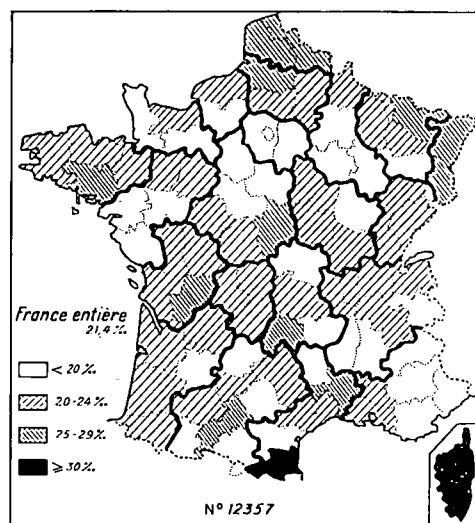 France entière
21,4 ‰
< 20 ‰
20-24 ‰
25-29 ‰
⩾ 30 ‰
N° 12357